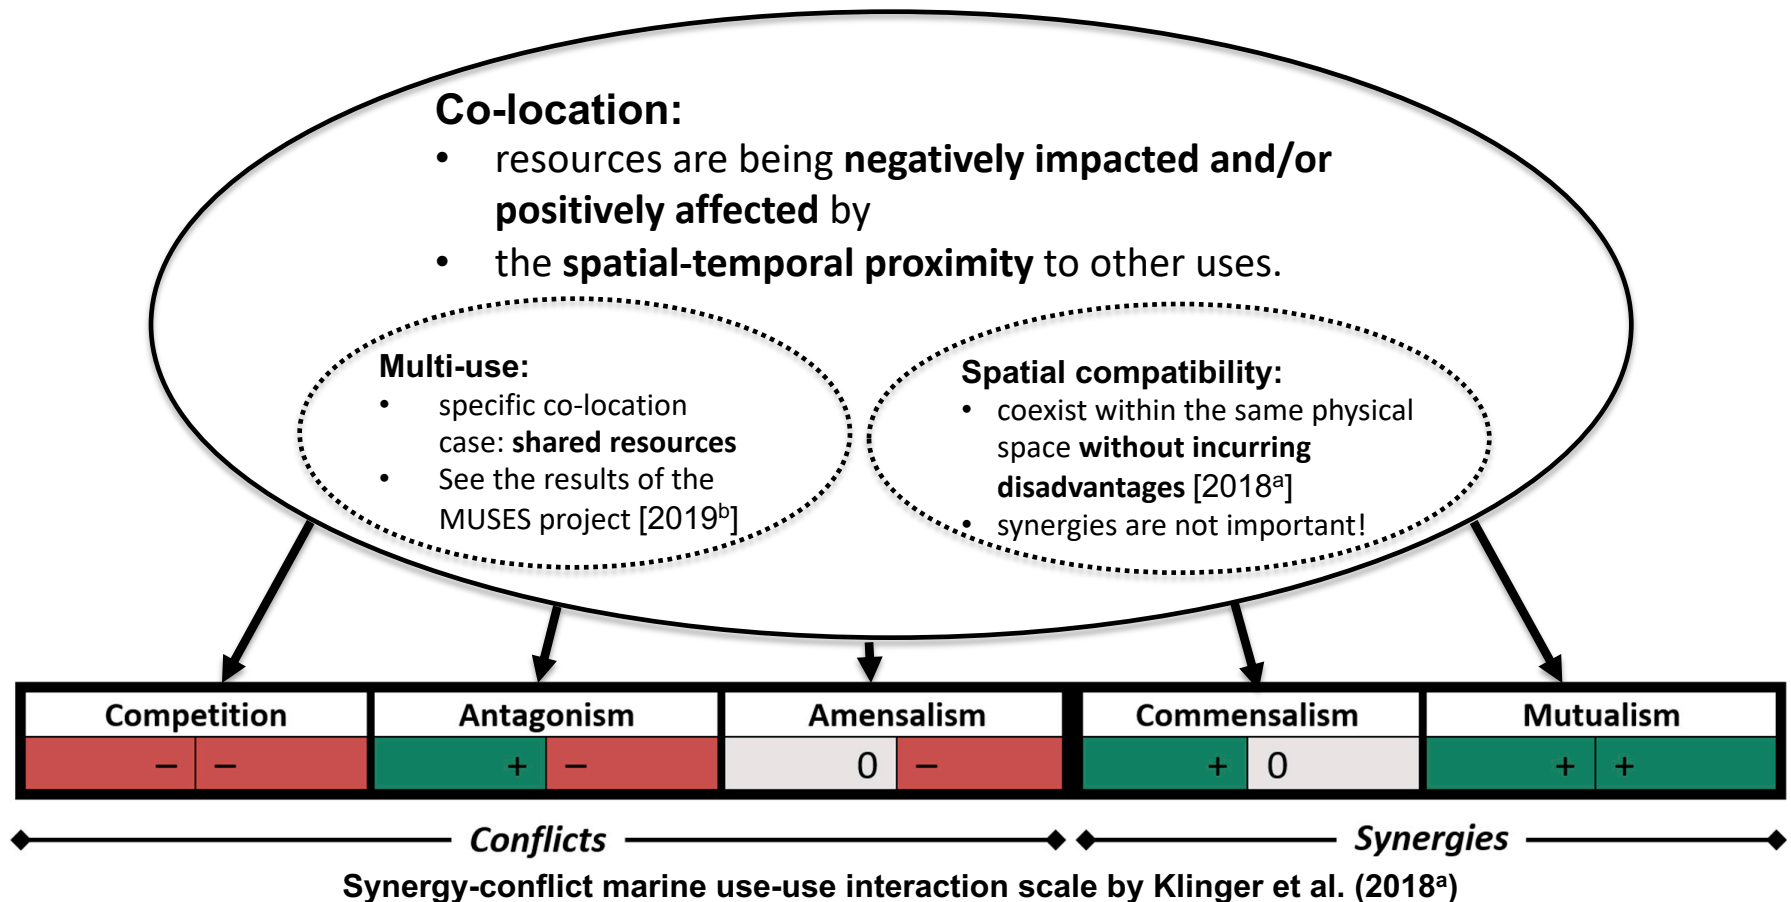 Co-location:
• resources are being negatively impacted and/or
positively affected by
• the spatial-temporal proximity to other uses.
Multi-use:
• specific co-location
case: shared resources
• See the results of the
MUSES project [2019ᵇ]
Spatial compatibility:
• coexist within the same physical
space without incurring
disadvantages [2018ᵃ]
• synergies are not important!
Competition Antagonism Amensalism Commensalism Mutualism
– – + – 0 – + 0 + +
Conflicts Synergies
Synergy-conflict marine use-use interaction scale by Klinger et al. (2018ᵃ)